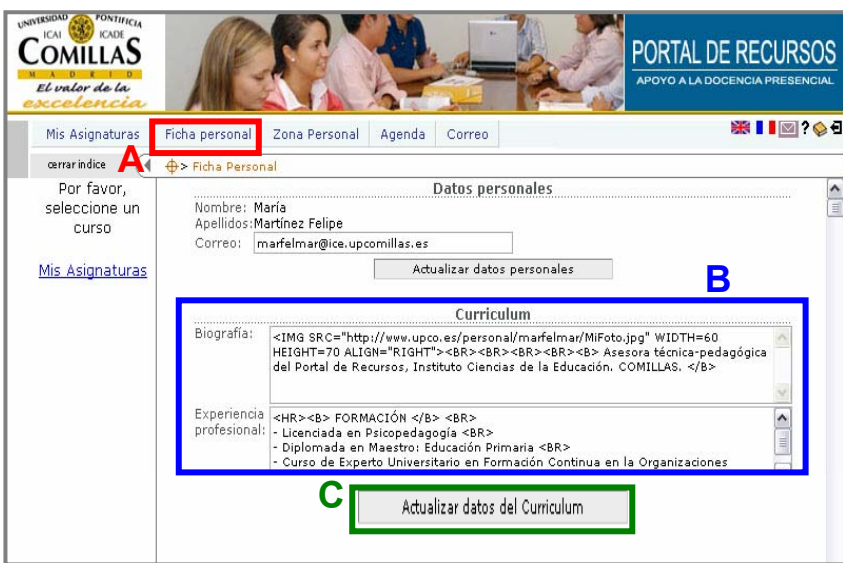 UNIVERSIDAD PONTIFICIA
ICAI ICADE
COMILLAS
MADRID
El valor de la
excelencia
PORTAL DE RECURSOS
APOYO A LA DOCENCIA PRESENCIAL
Mis Asignaturas Ficha personal Zona Personal Agenda Correo ?
cerrar indice A > Ficha Personal
Por favor,
seleccione un
curso
Mis Asignaturas
Datos personales
Nombre: María
Apellidos:Martínez Felipe
Correo: marfelmar@ice.upcomillas.es
Actualizar datos personales
B
Curriculum
Biografía: <IMG SRC="http://www.upco.es/personal/marfelmar/MiFoto.jpg" WIDTH=60
HEIGHT=70 ALIGN="RIGHT"><BR><BR><BR><BR><B> Asesora técnica-pedagógica
del Portal de Recursos, Instituto Ciencias de la Educación. COMILLAS. </B>
Experiencia profesional: <HR><B> FORMACIÓN </B> <BR>
- Licenciada en Psicopedagogía <BR>
- Diplomada en Maestro: Educación Primaria <BR>
- Curso de Experto Universitario en Formación Continua en la Organizaciones
C
Actualizar datos del Curriculum